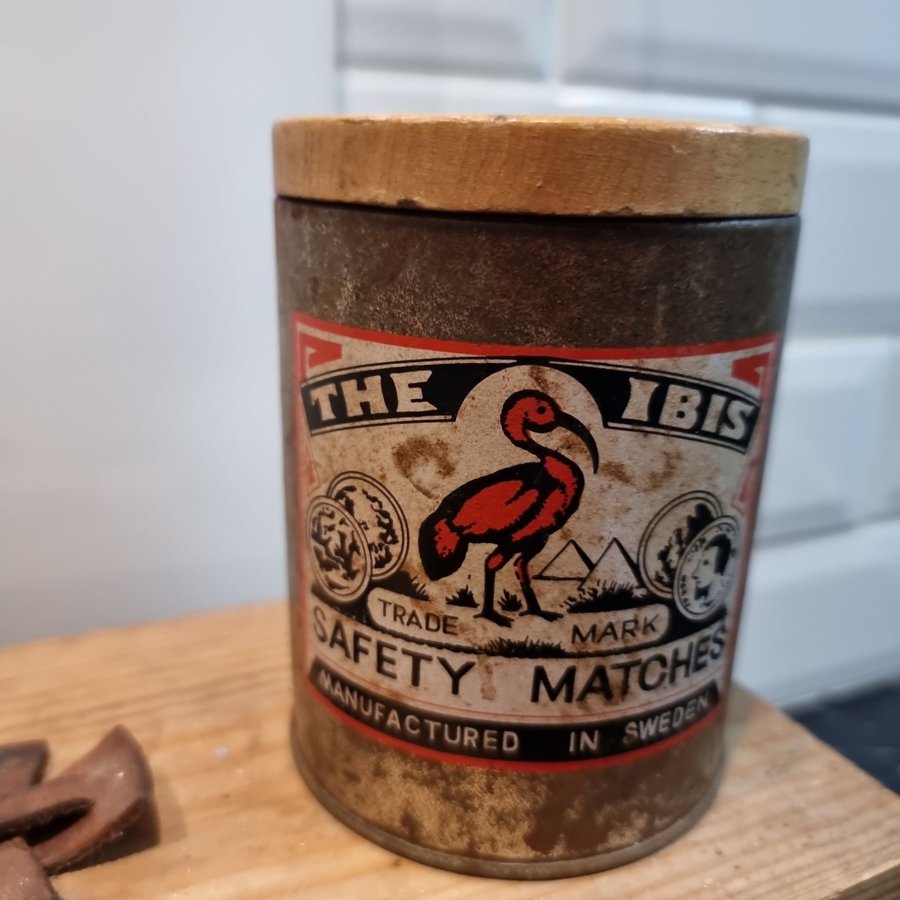 THE IBIS
TRADE MARK
SAFETY MATCHES
MANUFACTURED IN SWEDEN